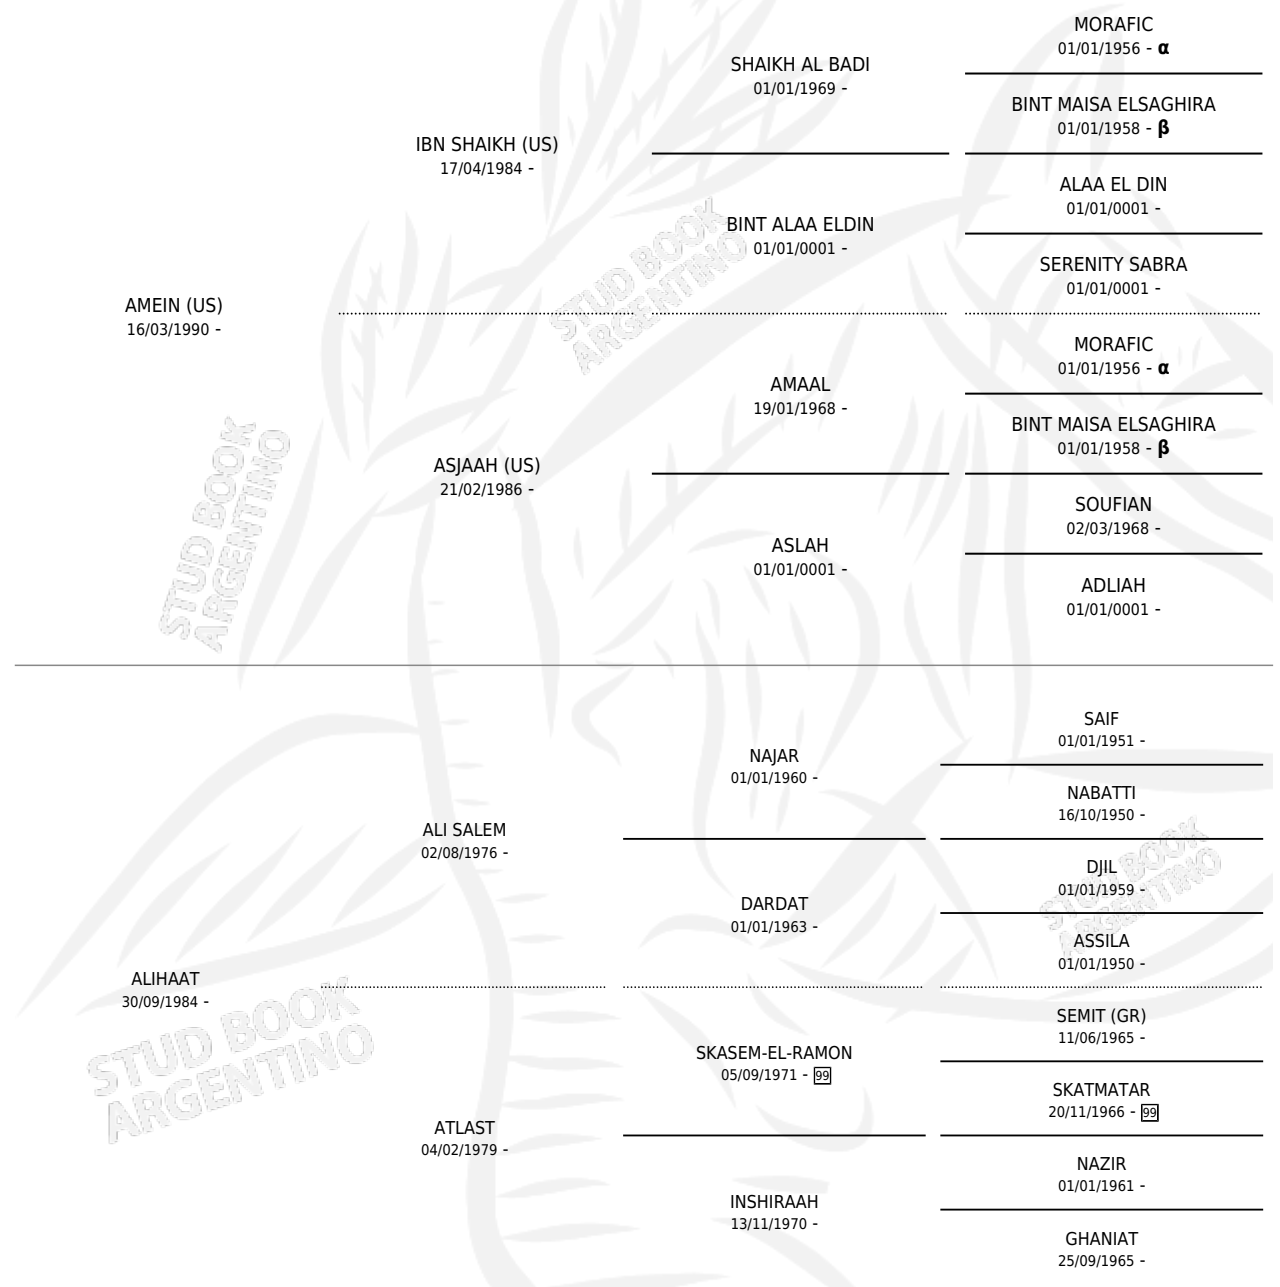 MORAFIC
01/01/1956 - α
SHAIKH AL BADI
01/01/1969 -
BINT MAISA ELSAGHIRA
01/01/1958 - β
IBN SHAIKH (US)
17/04/1984 -
ALAA EL DIN
01/01/0001 -
BINT ALAA ELDIN
01/01/0001 -
SERENITY SABRA
01/01/0001 -
STUD BOOK
ARGENTINO
AMEIN (US)
16/03/1990 -
MORAFIC
01/01/1956 - α
AMAAL
19/01/1968 -
BINT MAISA ELSAGHIRA
01/01/1958 - β
ASJAAH (US)
21/02/1986 -
SOUFIAN
02/03/1968 -
ASLAH
01/01/0001 -
ADLIAH
01/01/0001 -
STUD BOOK
ARGENTINO
SAIF
01/01/1951 -
NAJAR
01/01/1960 -
NABATTI
16/10/1950 -
ALI SALEM
02/08/1976 -
DJIL
01/01/1959 -
STUD BOOK
ARGENTINO
DARDAT
01/01/1963 -
ASSILA
01/01/1950 -
ALIHAAT
30/09/1984 -
STUD BOOK
ARGENTINO
SEMIT (GR)
11/06/1965 -
SKASEM-EL-RAMON
05/09/1971 - 99
SKATMATAR
20/11/1966 - 99
ATLAST
04/02/1979 -
NAZIR
01/01/1961 -
INSHIRAAH
13/11/1970 -
GHANIAT
25/09/1965 -